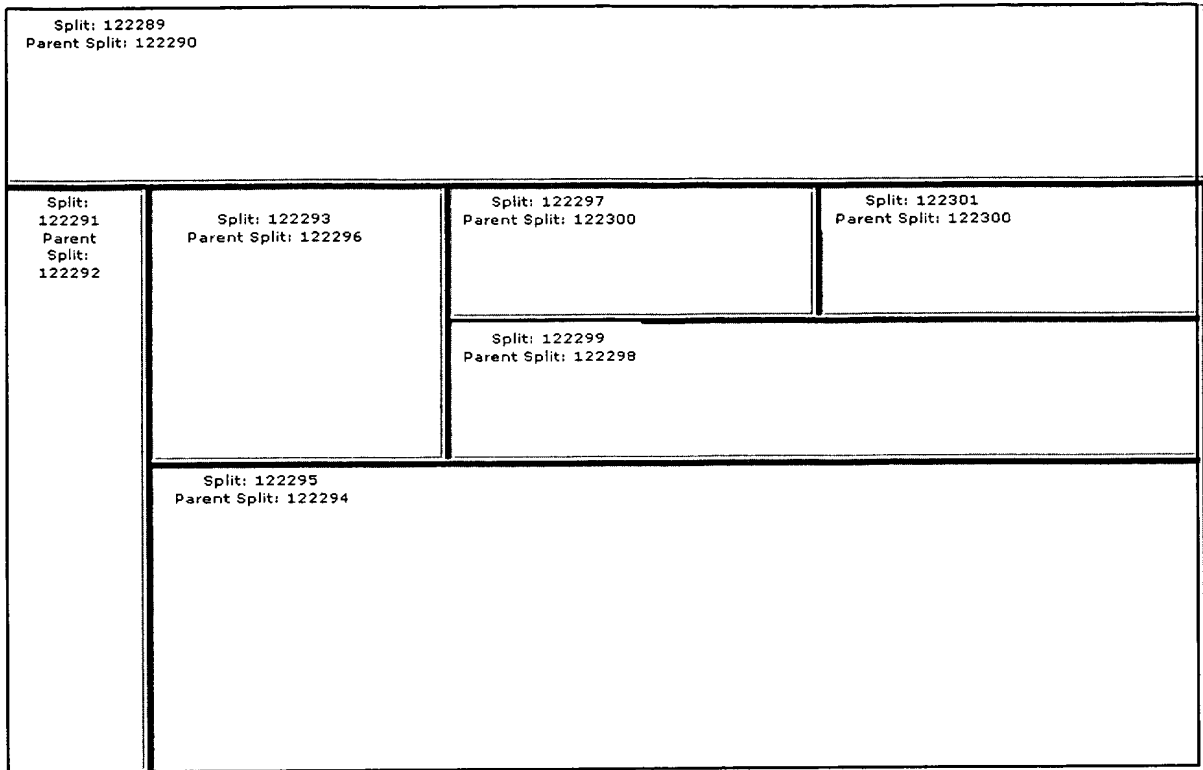 Split: 122289
Parent Split: 122290
Split:
122291
Parent
Split:
122292
Split: 122293
Parent Split: 122296
Split: 122297
Parent Split: 122300
Split: 122301
Parent Split: 122300
Split: 122299
Parent Split: 122298
Split: 122295
Parent Split: 122294